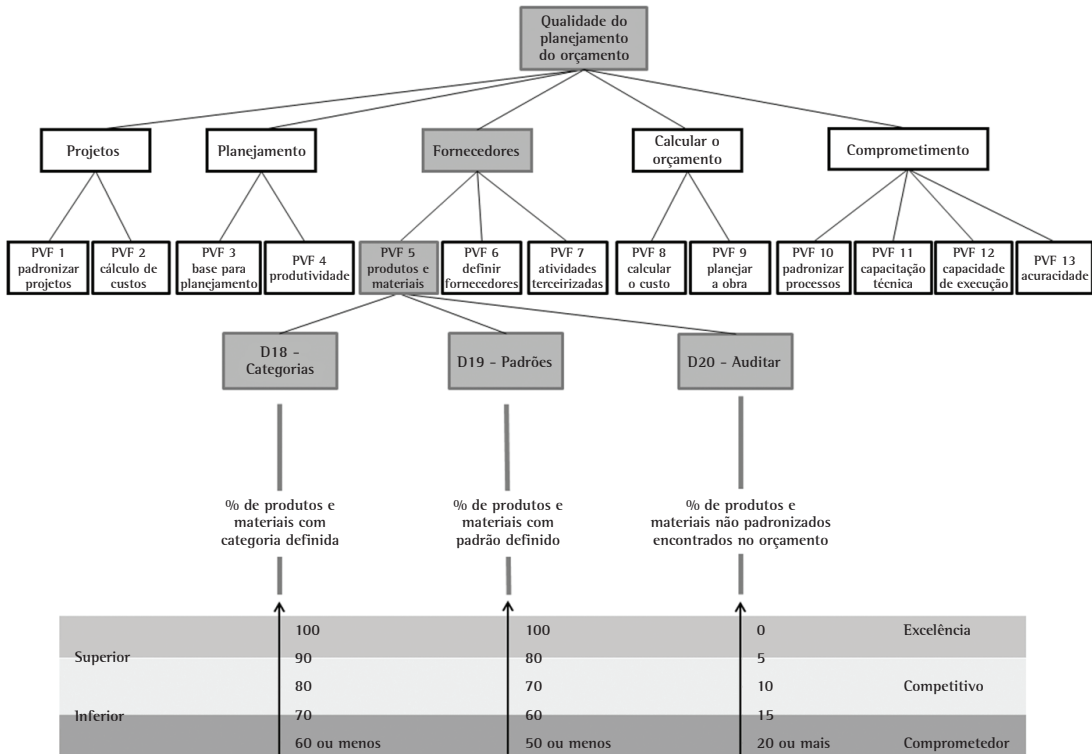 Qualidade do
planejamento
do orçamento
Projetos
Planejamento
Fornecedores
Calcular o
orçamento
Comprometimento
PVF 1
padronizar
projetos
PVF 2
cálculo de
custos
PVF 3
base para
planejamento
PVF 4
produtividade
PVF 5
produtos e
materiais
PVF 6
definir
fornecedores
PVF 7
atividades
terceirizadas
PVF 8
calcular
o custo
PVF 9
planejar
a obra
PVF 10
padronizar
processos
PVF 11
capacitação
técnica
PVF 12
capacidade
de execução
PVF 13
acuracidade
D18 -
Categorias
D19 - Padrões
D20 - Auditar
% de produtos e
materiais com
categoria definida
% de produtos e
materiais com
padrão definido
% de produtos e
materiais não padronizados
encontrados no orçamento
100 100 0 Excelência
Superior 90 80 5
80 70 10 Competitivo
Inferior 70 60 15
60 ou menos 50 ou menos 20 ou mais Comprometedor